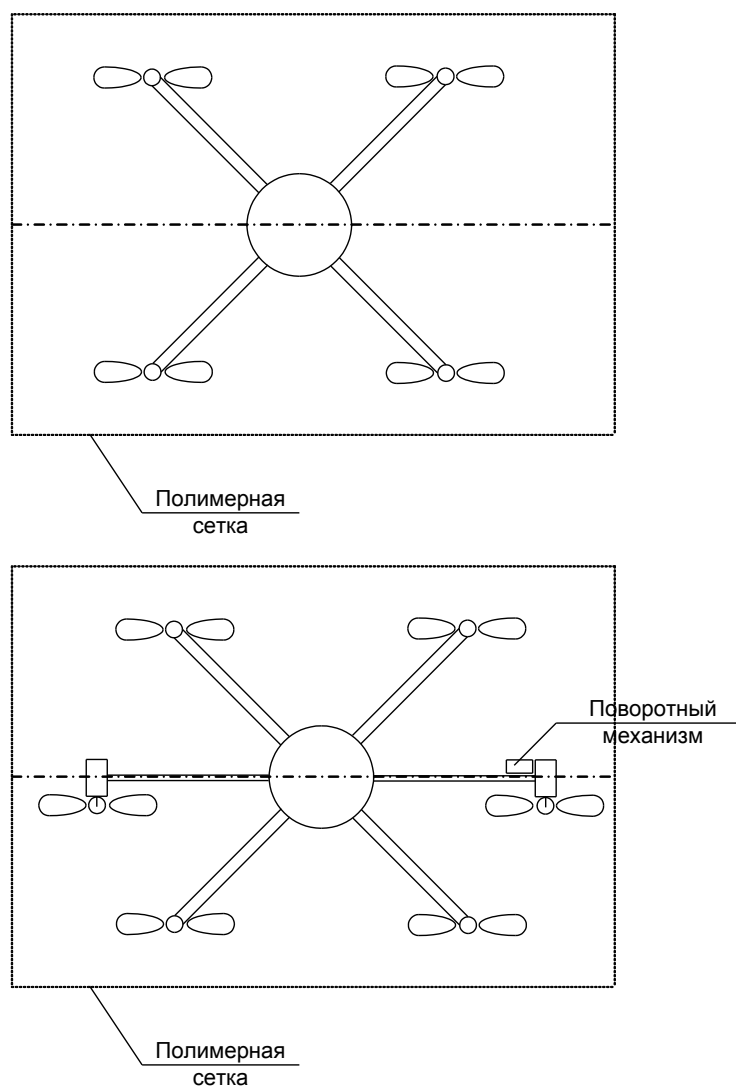 Полимерная
сетка
Поворотный
механизм
Полимерная
сетка